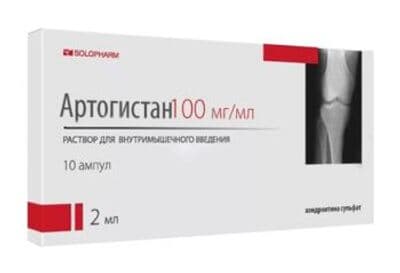 SOLOPHARM
Артогистан 100 мг/мл
РАСТВОР ДЛЯ ВНУТРИМЫШЕЧНОГО ВВЕДЕНИЯ
10 ампул
2 мл
хондроитина сульфат